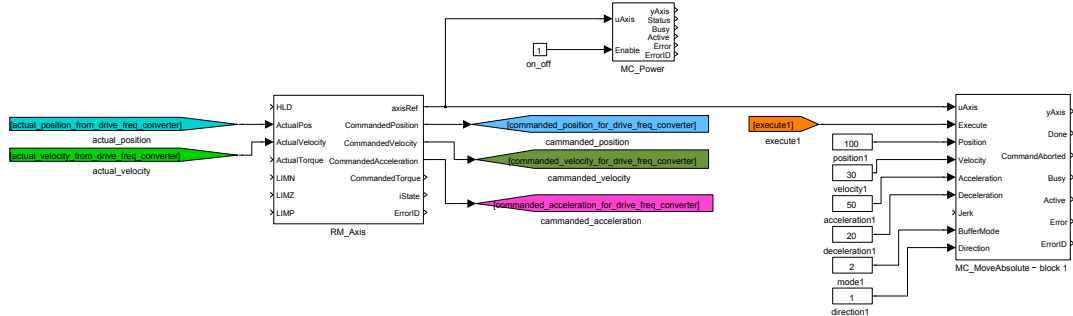 uAxis
Enable
yAxis
Status
Busy
Active
Error
ErrorID
MC_Power
1
on_off
[actual_position_from_drive_freq_converter]
actual_position
[actual_velocity_from_drive_freq_converter]
actual_velocity
HLD
ActualPos
ActualVelocity
ActualTorque
LIMN
LIMZ
LIMP
axisRef
CommandedPosition
CommandedVelocity
CommandedAcceleration
CommandedTorque
iState
ErrorID
RM_Axis
[commanded_position_for_drive_freq_converter]
cammanded_position
[commanded_velocity_for_drive_freq_converter]
cammanded_velocity
[commanded_acceleration_for_drive_freq_converter]
cammanded_acceleration
[execute1]
execute1
100
position1
30
velocity1
50
acceleration1
20
deceleration1
2
mode1
1
direction1
uAxis
Execute
Position
Velocity
Acceleration
Deceleration
Jerk
BufferMode
Direction
yAxis
Done
CommandAborted
Busy
Active
Error
ErrorID
MC_MoveAbsolute − block 1